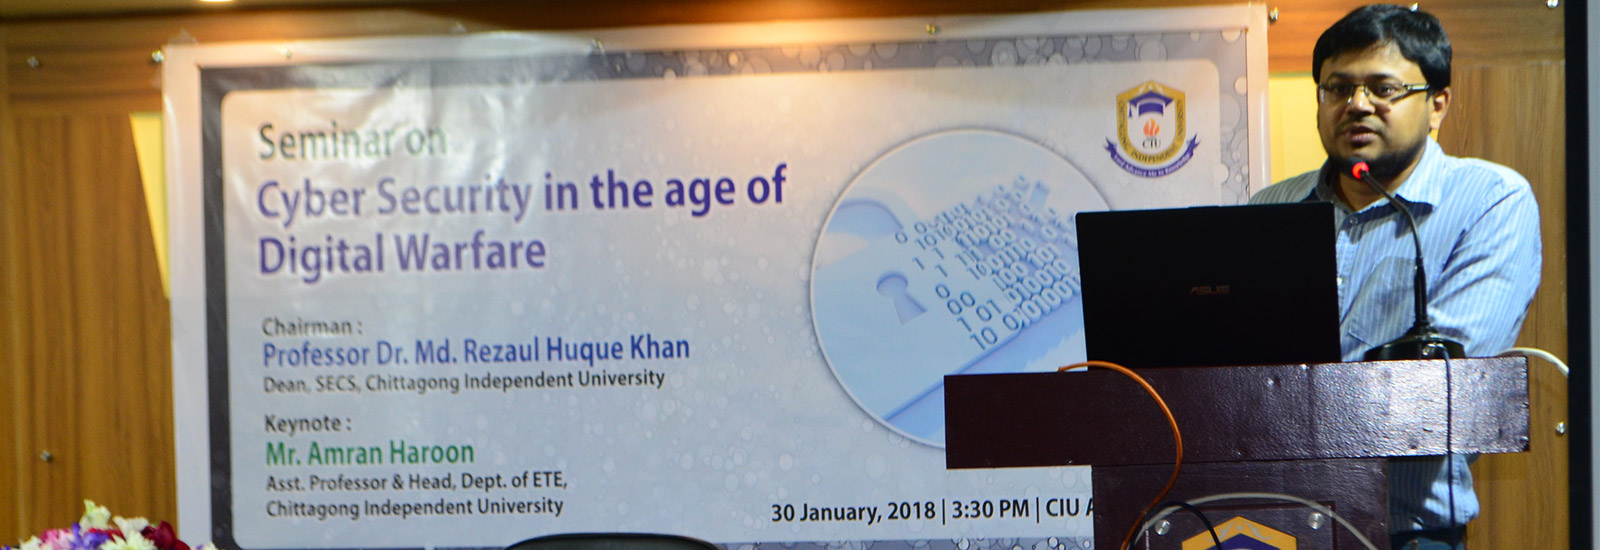 Seminar on
Cyber Security in the age of
Digital Warfare
Chairman :
Professor Dr. Md. Rezaul Huque Khan
Dean, SECS, Chittagong Independent University
Keynote :
Mr. Amran Haroon
Asst. Professor & Head, Dept. of ETE,
Chittagong Independent University
30 January, 2018 | 3:30 PM | CIU A
CIU
ASUS